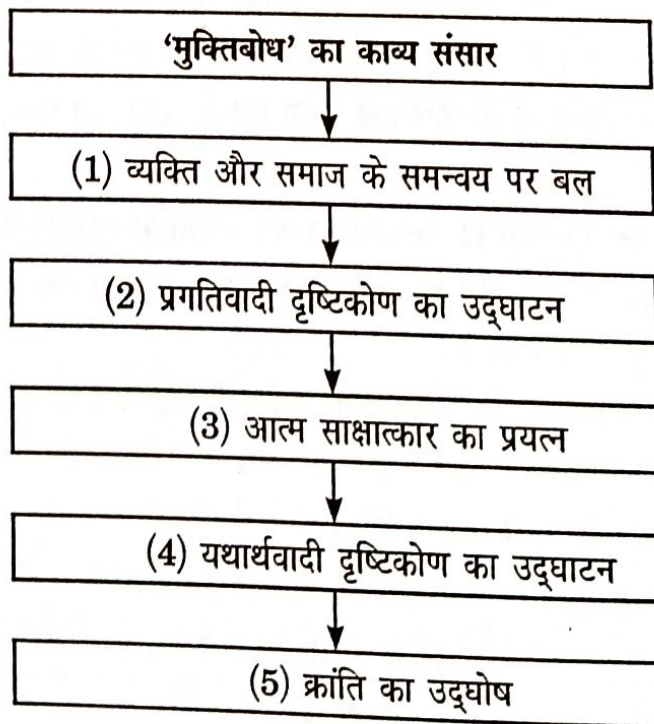 ‘मुक्तिबोध’ का काव्य संसार
(1) व्यक्ति और समाज के समन्वय पर बल
(2) प्रगतिवादी दृष्टिकोण का उद्‌घाटन
(3) आत्म साक्षात्कार का प्रयत्न
(4) यथार्थवादी दृष्टिकोण का उद्‌घाटन
(5) क्रांति का उद्‌घोष